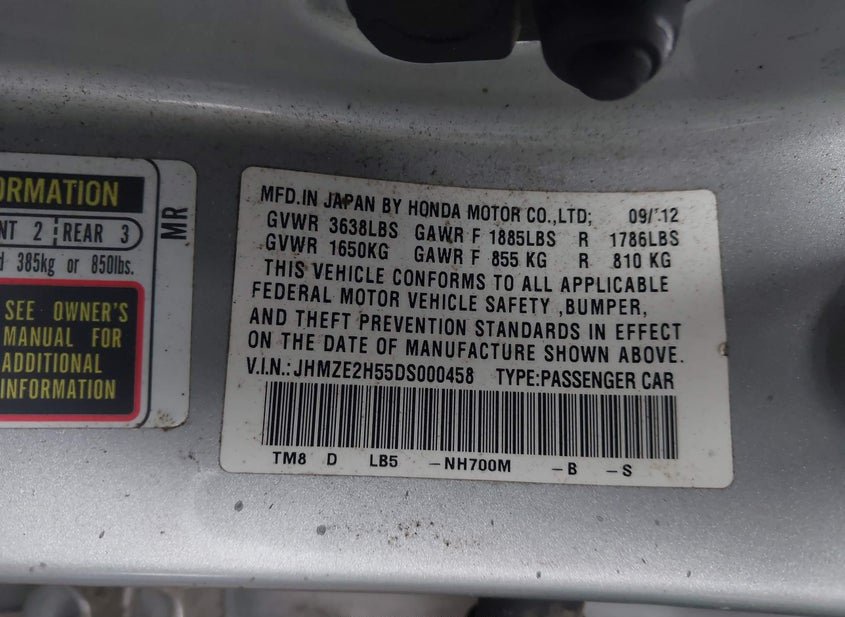 ORMATION
NT 2 REAR 3
d 385kg or 850lbs.
MR
SEE OWNER'S
MANUAL FOR
ADDITIONAL
INFORMATION
MFD.IN JAPAN BY HONDA MOTOR CO.,LTD; 09/12
GVWR 3638LBS GAWR F 1885LBS R 1786LBS
GVWR 1650KG GAWR F 855 KG R 810 KG
THIS VEHICLE CONFORMS TO ALL APPLICABLE
FEDERAL MOTOR VEHICLE SAFETY ,BUMPER,
AND THEFT PREVENTION STANDARDS IN EFFECT
ON THE DATE OF MANUFACTURE SHOWN ABOVE.
V.I.N.: JHMZE2H55DS000458 TYPE:PASSENGER CAR
TM8 D LB5 -NH700M -B -S